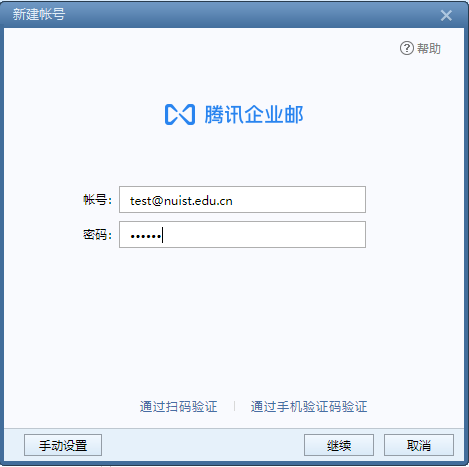 新建帐号
帮助
腾讯企业邮
帐号: test@nuist.edu.cn
密码: ••••••
通过扫码验证 | 通过手机验证码验证
手动设置 继续 取消